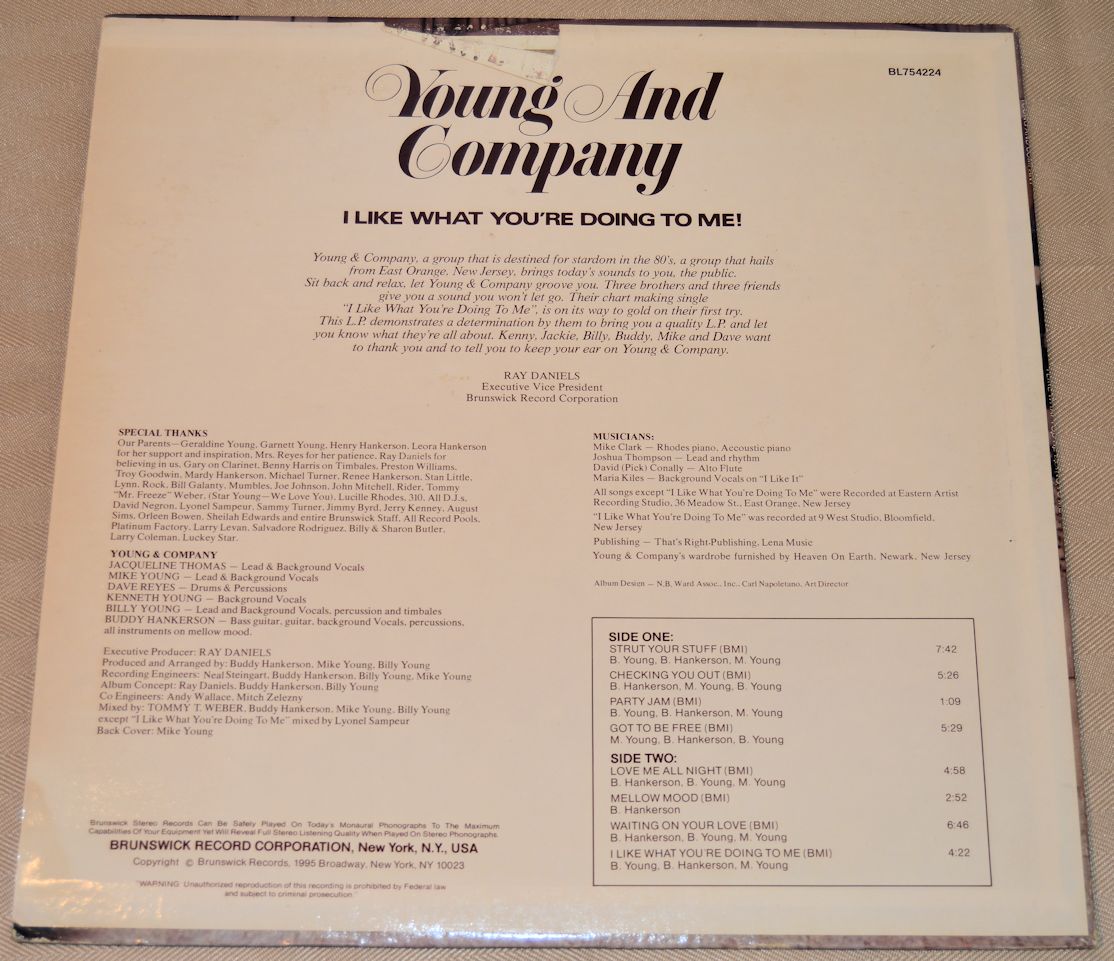 BL754224
Young And
Company
I LIKE WHAT YOU'RE DOING TO ME!
Young & Company, a group that is destined for stardom in the 80's, a group that hails
from East Orange, New Jersey, brings today's sounds to you, the public.
Sit back and relax, let Young & Company groove you. Three brothers and three friends
give you a sound you won't let go. Their chart making single
"I Like What You're Doing To Me", is on its way to gold on their first try.
This L.P. demonstrates a determination by them to bring you a quality L.P. and let
you know what they're all about. Kenny, Jackie, Billy, Buddy, Mike and Dave want
to thank you and to tell you to keep your ear on Young & Company.
RAY DANIELS
Executive Vice President
Brunswick Record Corporation
SPECIAL THANKS
Our Parents—Geraldine Young, Garnett Young, Henry Hankerson, Leora Hankerson
for her support and inspiration, Mrs. Reyes for her patience, Ray Daniels for
believing in us, Gary on Clarinet, Benny Harris on Timbales, Preston Williams,
Troy Goodwin, Mardy Hankerson, Michael Turner, Renee Hankerson, Stan Little,
Lynn, Rock, Bill Galanty, Mumbles, Joe Johnson, John Mitchell, Rider, Tommy
"Mr. Freeze" Weber, (Star Young—We Love You), Lucille Rhodes, 310, All D.J.s,
David Negron, Lyonel Sampeur, Sammy Turner, Jimmy Byrd, Jerry Kenney, August
Sims, Orleen Bowen, Sheilah Edwards and entire Brunswick Staff, All Record Pools,
Platinum Factory, Larry Levan, Salvadore Rodriguez, Billy & Sharon Butler,
Larry Coleman, Luckey Star.
YOUNG & COMPANY
JACQUELINE THOMAS — Lead & Background Vocals
MIKE YOUNG — Lead & Background Vocals
DAVE REYES — Drums & Percussions
KENNETH YOUNG — Background Vocals
BILLY YOUNG — Lead and Background Vocals, percussion and timbales
BUDDY HANKERSON — Bass guitar, guitar, background Vocals, percussions,
all instruments on mellow mood.
Executive Producer: RAY DANIELS
Produced and Arranged by: Buddy Hankerson, Mike Young, Billy Young
Recording Engineers: Neal Steingart, Buddy Hankerson, Billy Young, Mike Young
Album Concept: Ray Daniels, Buddy Hankerson, Billy Young
Co Engineers: Andy Wallace, Mitch Zelezny
Mixed by: TOMMY T. WEBER, Buddy Hankerson, Mike Young, Billy Young
except "I Like What You're Doing To Me" mixed by Lyonel Sampeur
Back Cover: Mike Young
Brunswick Stereo Records Can Be Safely Played On Today's Monaural Phonographs To The Maximum
Capabilities Of Your Equipment Yet Will Reveal Full Stereo Listening Quality When Played On Stereo Phonographs.
BRUNSWICK RECORD CORPORATION, New York, N.Y., USA
Copyright © Brunswick Records, 1995 Broadway, New York, NY 10023
"WARNING: Unauthorized reproduction of this recording is prohibited by Federal law
and subject to criminal prosecution."
MUSICIANS:
Mike Clark — Rhodes piano, Accoustic piano
Joshua Thompson — Lead and rhythm
David (Pick) Conally — Alto Flute
Maria Kiles — Background Vocals on "I Like It"
All songs except "I Like What You're Doing To Me" were Recorded at Eastern Artist
Recording Studio, 36 Meadow St., East Orange, New Jersey
"I Like What You're Doing To Me" was recorded at 9 West Studio, Bloomfield,
New Jersey
Publishing — That's Right-Publishing, Lena Music
Young & Company's wardrobe furnished by Heaven On Earth, Newark, New Jersey
Album Design — N.B. Ward Assoc., Inc., Carl Napoletano, Art Director
SIDE ONE:
STRUT YOUR STUFF (BMI) 7:42
B. Young, B. Hankerson, M. Young
CHECKING YOU OUT (BMI) 5:26
B. Hankerson, M. Young, B. Young
PARTY JAM (BMI) 1:09
B. Young, B. Hankerson, M. Young
GOT TO BE FREE (BMI) 5:29
M. Young, B. Hankerson, B. Young
SIDE TWO:
LOVE ME ALL NIGHT (BMI) 4:58
B. Hankerson, B. Young, M. Young
MELLOW MOOD (BMI) 2:52
B. Hankerson
WAITING ON YOUR LOVE (BMI) 6:46
B. Hankerson, B. Young, M. Young
I LIKE WHAT YOU'RE DOING TO ME (BMI) 4:22
B. Young, B. Hankerson, M. Young